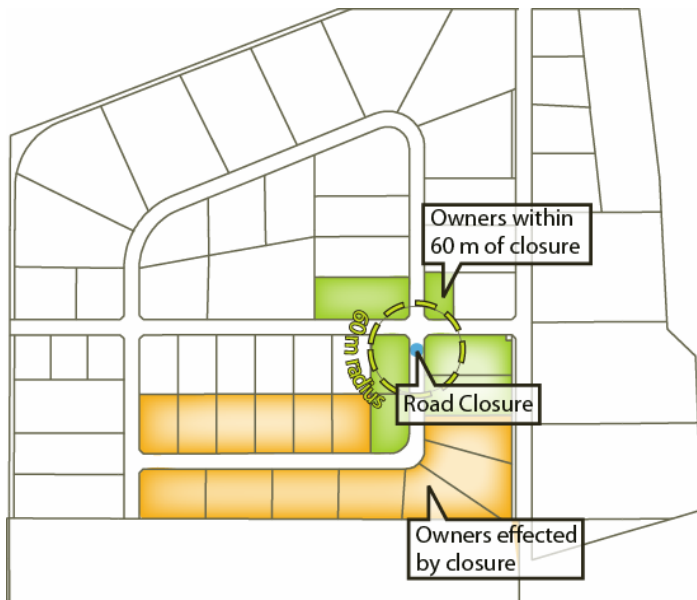 Owners within
60 m of closure
60m radius
Road Closure
Owners effected
by closure